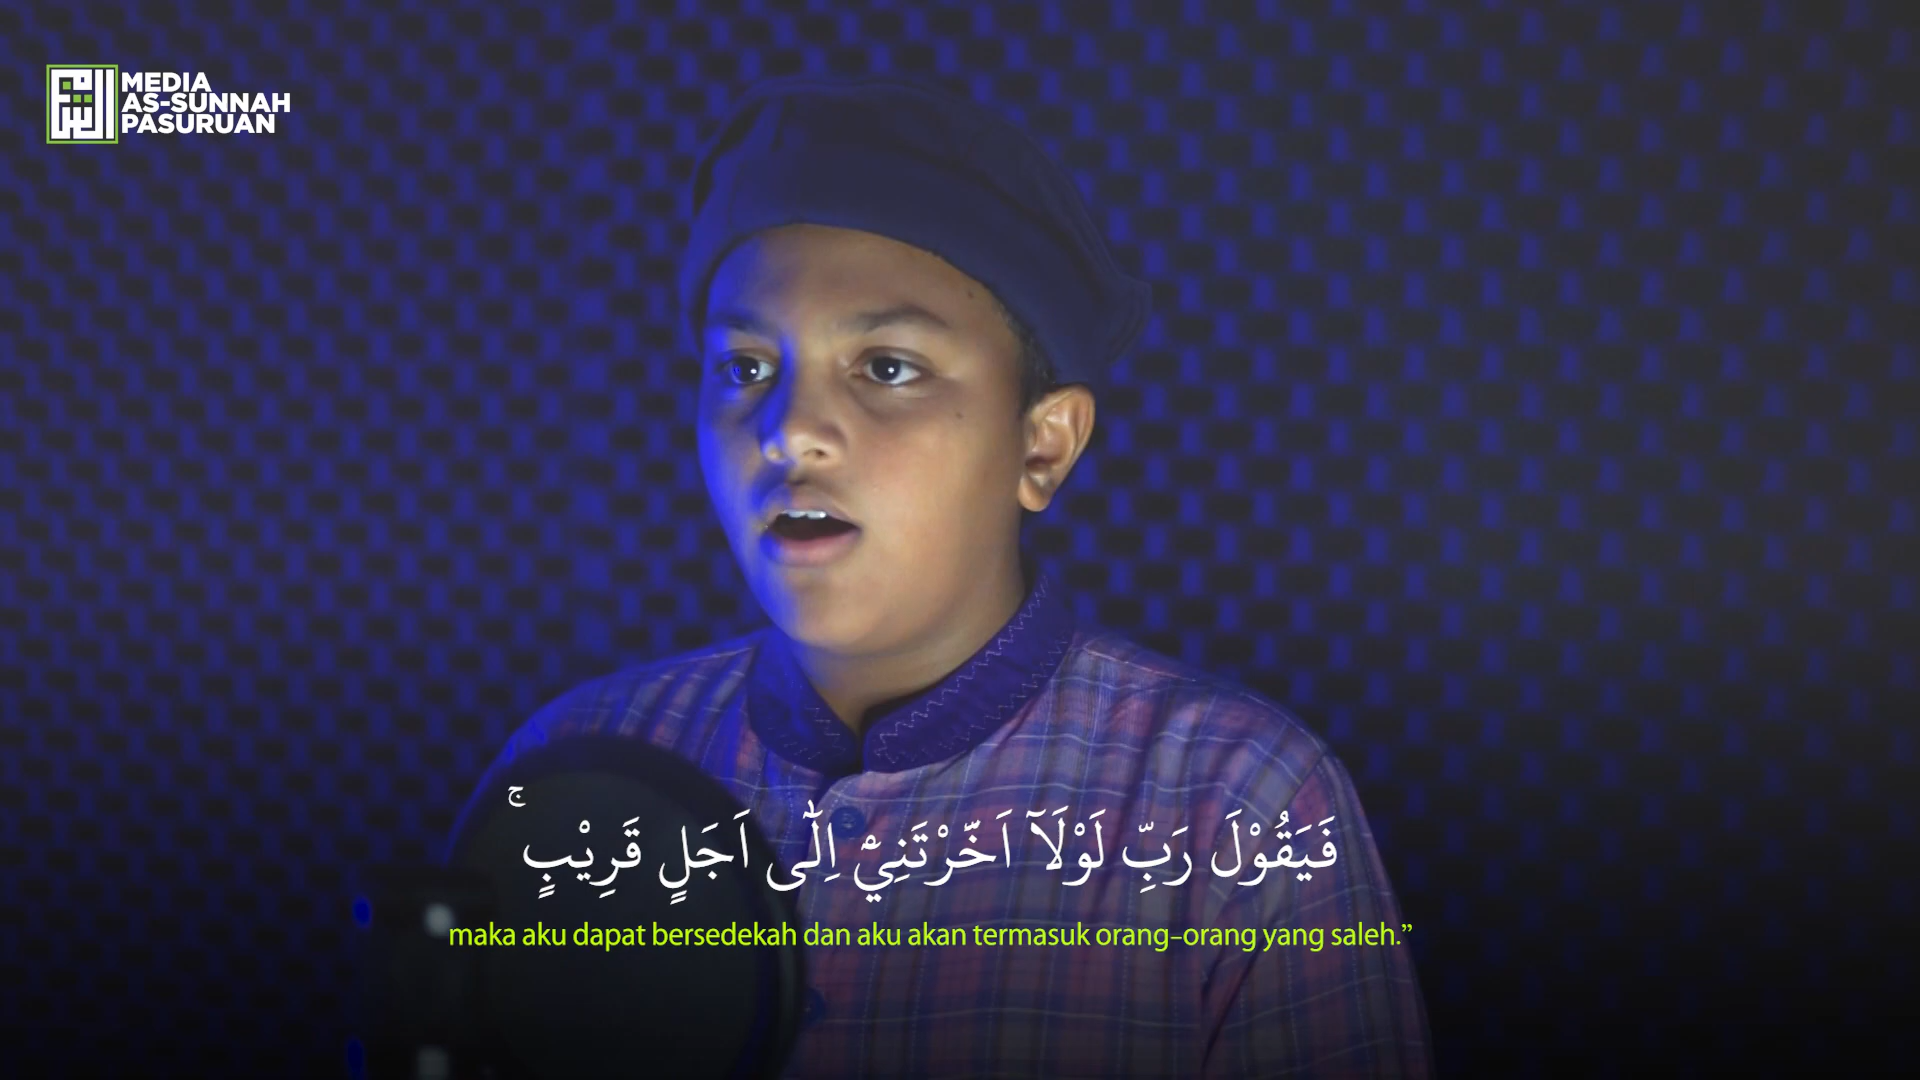 MEDIA
AS-SUNNAH
PASURUAN
فَيَقُوْلَ رَبِّ لَوْلَآ اَخَّرْتَنِيْٓ اِلٰٓى اَجَلٍ قَرِيْبٍۚ
maka aku dapat bersedekah dan aku akan termasuk orang-orang yang saleh.”